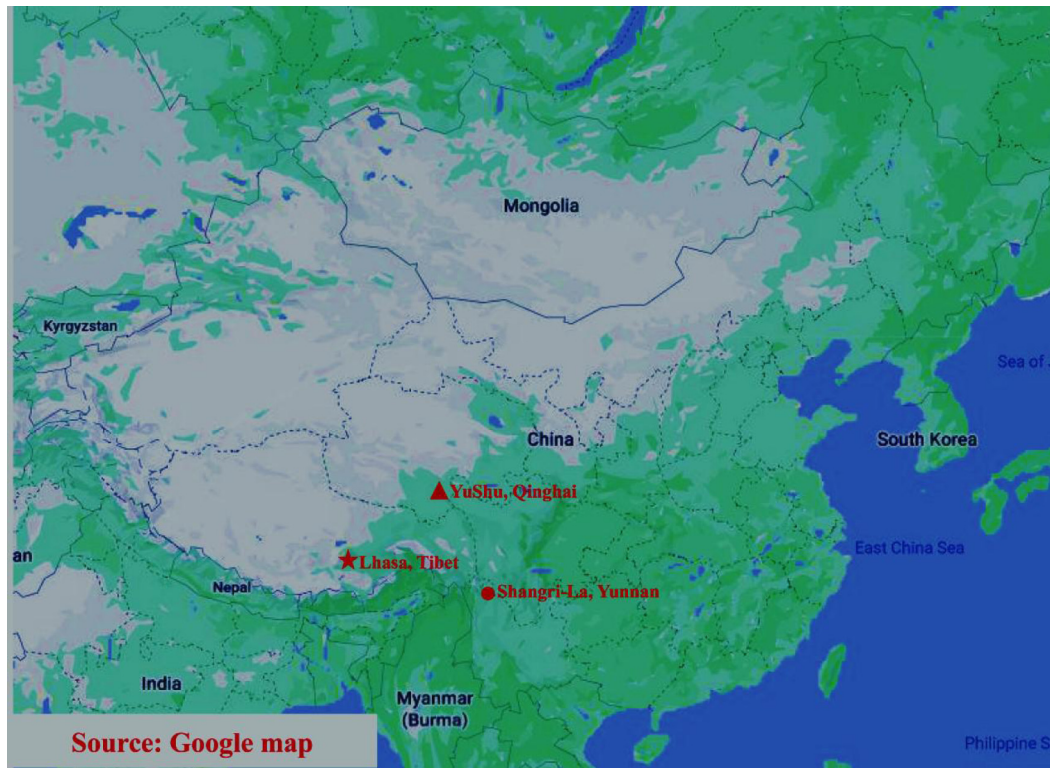 Mongolia
Kyrgyzstan
Sea of
China
South Korea
YuShu, Qinghai
East China Sea
an
Lhasa, Tibet
Nepal
Shangri-La, Yunnan
India
Myanmar
(Burma)
Source: Google map
Philippine S